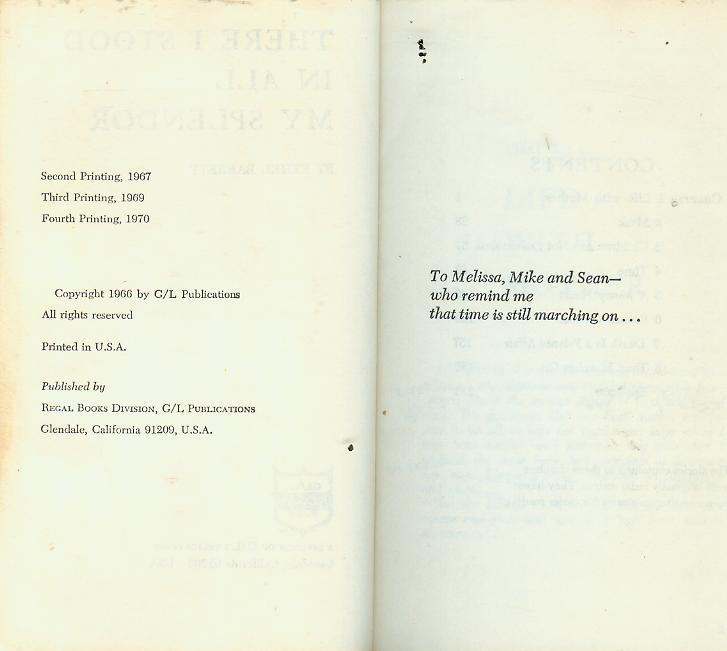 Second Printing, 1967
Third Printing, 1969
Fourth Printing, 1970
Copyright 1966 by G/L Publications
All rights reserved
Printed in U.S.A.
Published by
Regal Books Division, G/L Publications
Glendale, California 91209, U.S.A.
To Melissa, Mike and Sean—
who remind me
that time is still marching on . . .